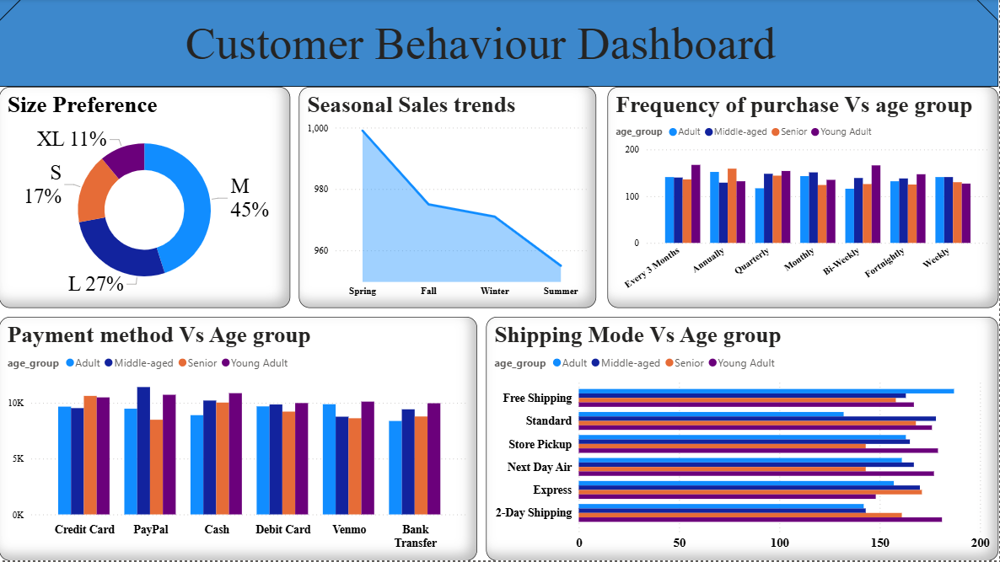 Customer Behaviour Dashboard
Size Preference
XL 11%
S
17%
M
45%
L 27%
Seasonal Sales trends
1,000
980
960
Spring
Fall
Winter
Summer
Frequency of purchase Vs age group
age_group Adult Middle-aged Senior Young Adult
200
100
0
Every 3 Months
Annually
Quarterly
Monthly
Bi-Weekly
Fortnightly
Weekly
Payment method Vs Age group
age_group Adult Middle-aged Senior Young Adult
10K
5K
0K
Credit Card
PayPal
Cash
Debit Card
Venmo
Bank
Transfer
Shipping Mode Vs Age group
age_group Adult Middle-aged Senior Young Adult
Free Shipping
Standard
Store Pickup
Next Day Air
Express
2-Day Shipping
0
50
100
150
200